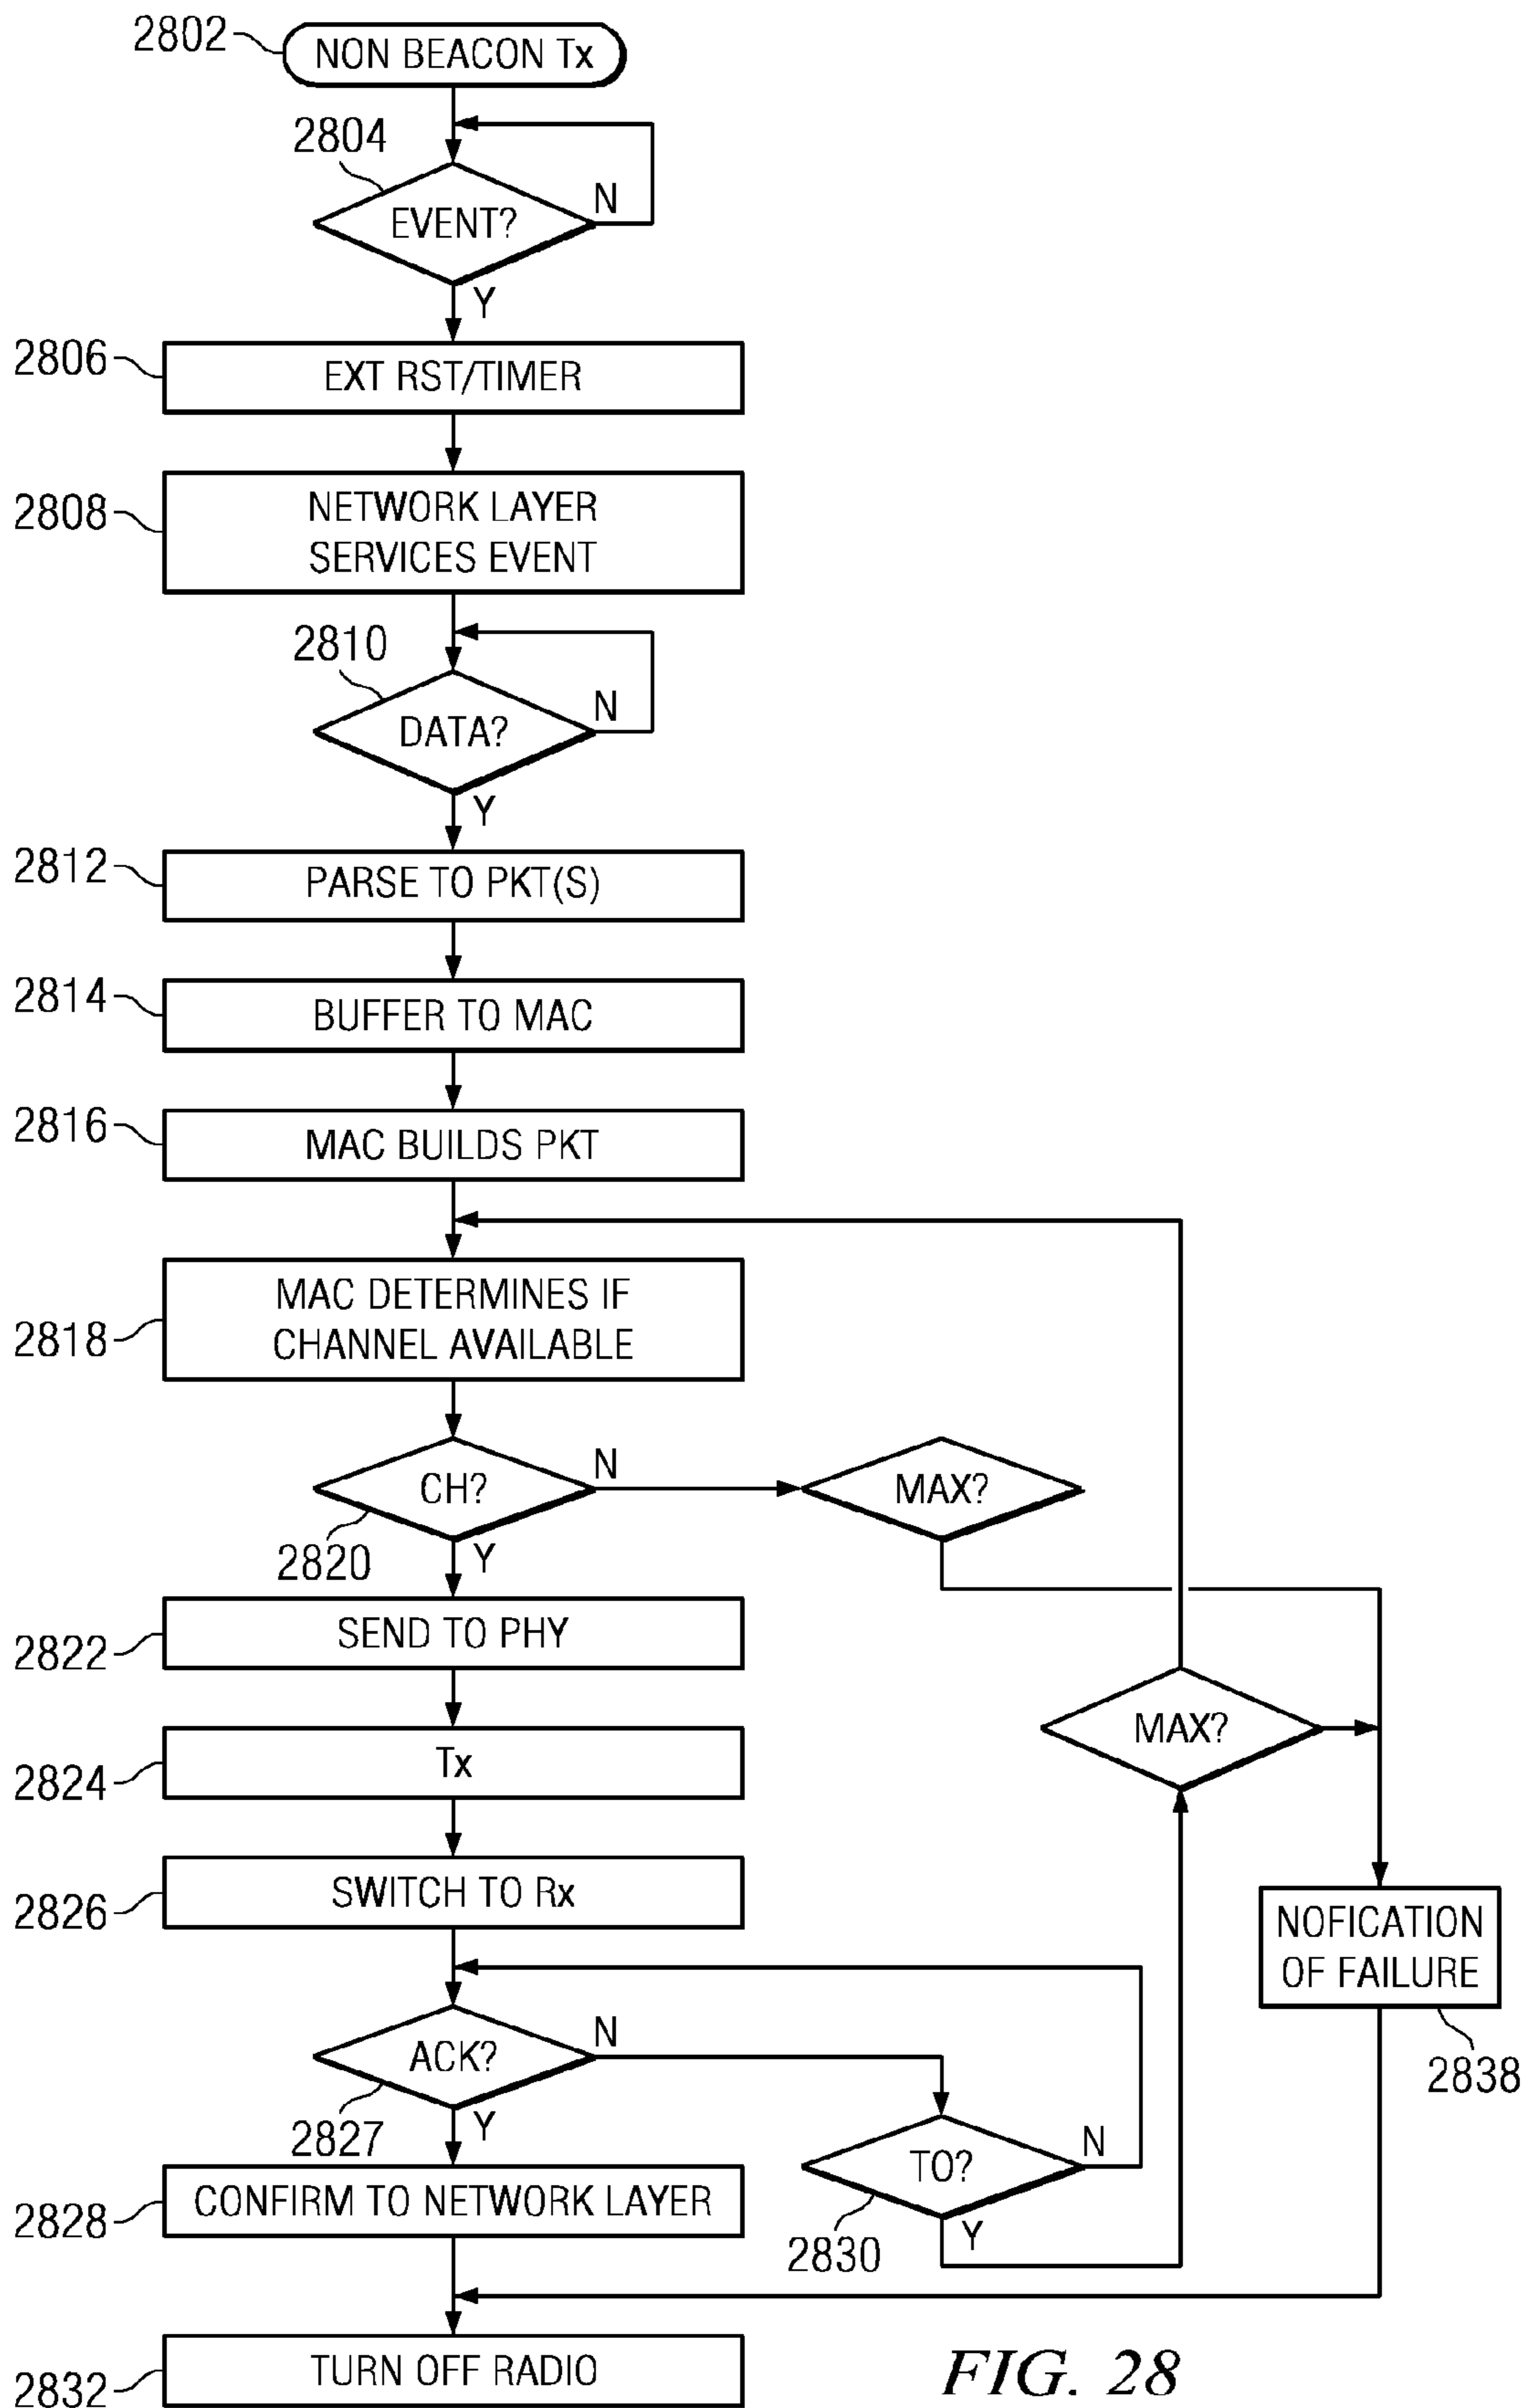 2802
NON BEACON Tx
2804
EVENT?
N
Y
2806
EXT RST/TIMER
2808
NETWORK LAYER
SERVICES EVENT
2810
DATA?
N
Y
2812
PARSE TO PKT(S)
2814
BUFFER TO MAC
2816
MAC BUILDS PKT
2818
MAC DETERMINES IF
CHANNEL AVAILABLE
CH?
N
MAX?
2820
Y
2822
SEND TO PHY
MAX?
2824
Tx
2826
SWITCH TO Rx
NOFICATION
OF FAILURE
2838
ACK?
N
2827
Y
TO?
N
2830
Y
2828
CONFIRM TO NETWORK LAYER
2832
TURN OFF RADIO
FIG. 28